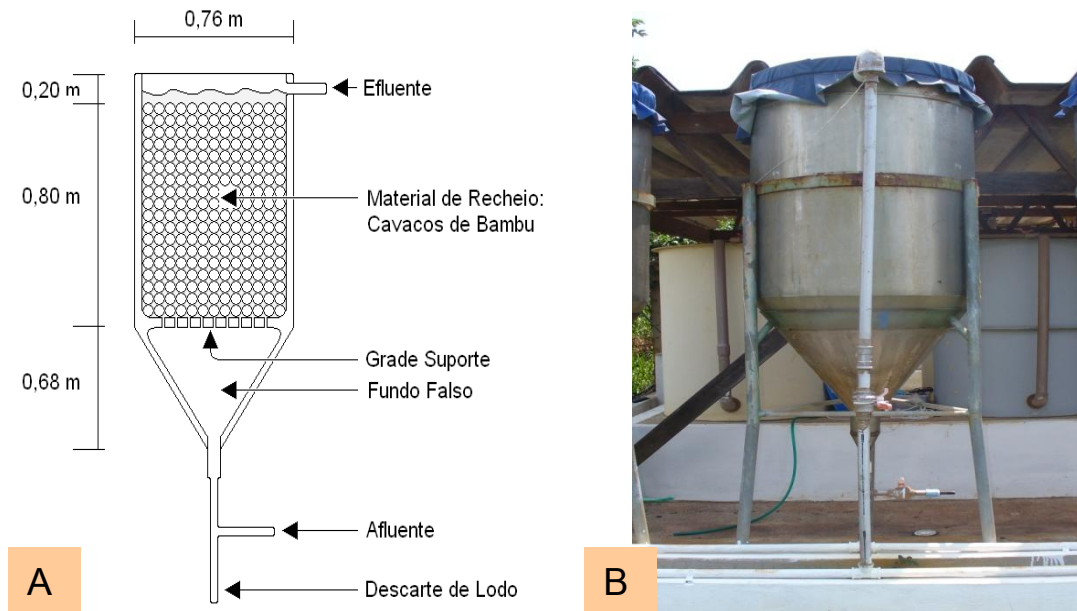 0,76 m
0,20 m
Efluente
0,80 m
Material de Recheio:
Cavacos de Bambu
Grade Suporte
0,68 m
Fundo Falso
Afluente
Descarte de Lodo
A
B